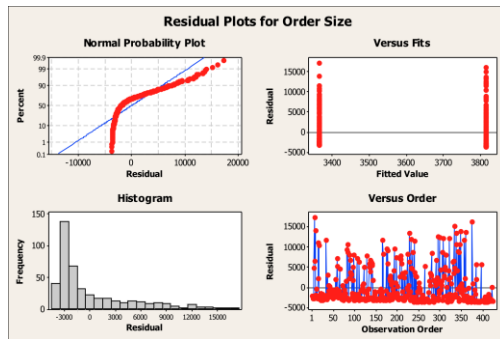 Residual Plots for Order Size
Normal Probability Plot
Percent
99.9
99
90
50
10
1
0.1
-10000 0 10000 20000
Residual
Versus Fits
Residual
15000
10000
5000
0
-5000
3400 3500 3600 3700 3800
Fitted Value
Histogram
Frequency
150
100
50
0
-3000 0 3000 6000 9000 12000 15000
Residual
Versus Order
Residual
15000
10000
5000
0
-5000
1 50 100 150 200 250 300 350 400
Observation Order